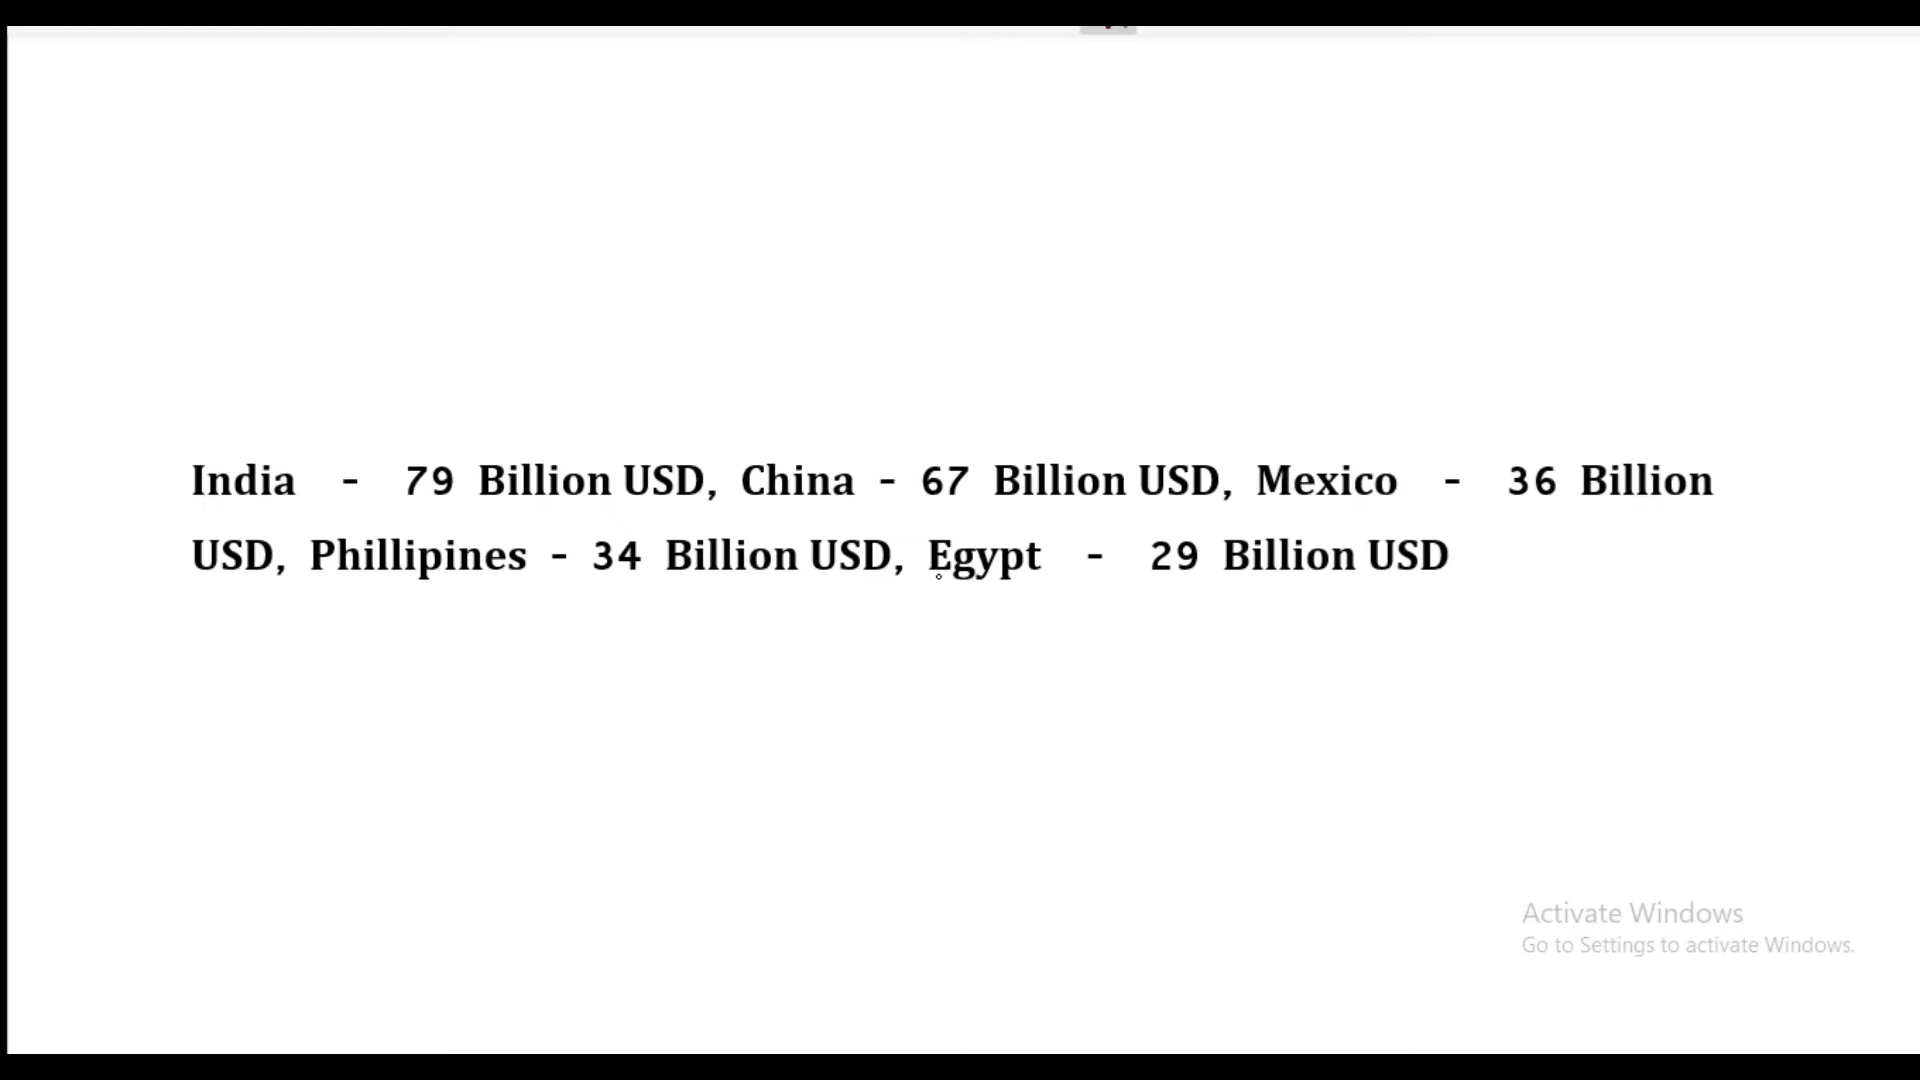 India - 79 Billion USD, China - 67 Billion USD, Mexico - 36 Billion
USD, Phillipines - 34 Billion USD, Egypt - 29 Billion USD
Activate Windows
Go to Settings to activate Windows.